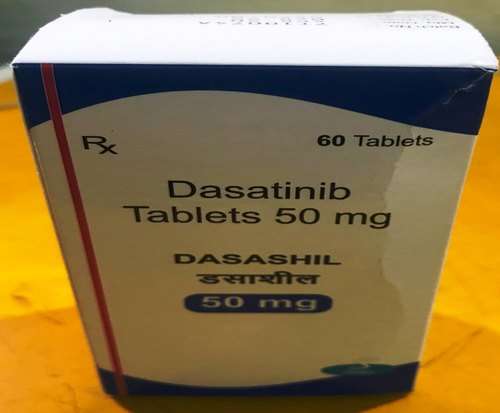 Rx
60 Tablets
Dasatinib
Tablets 50 mg
DASASHIL
डसाशील
50 mg